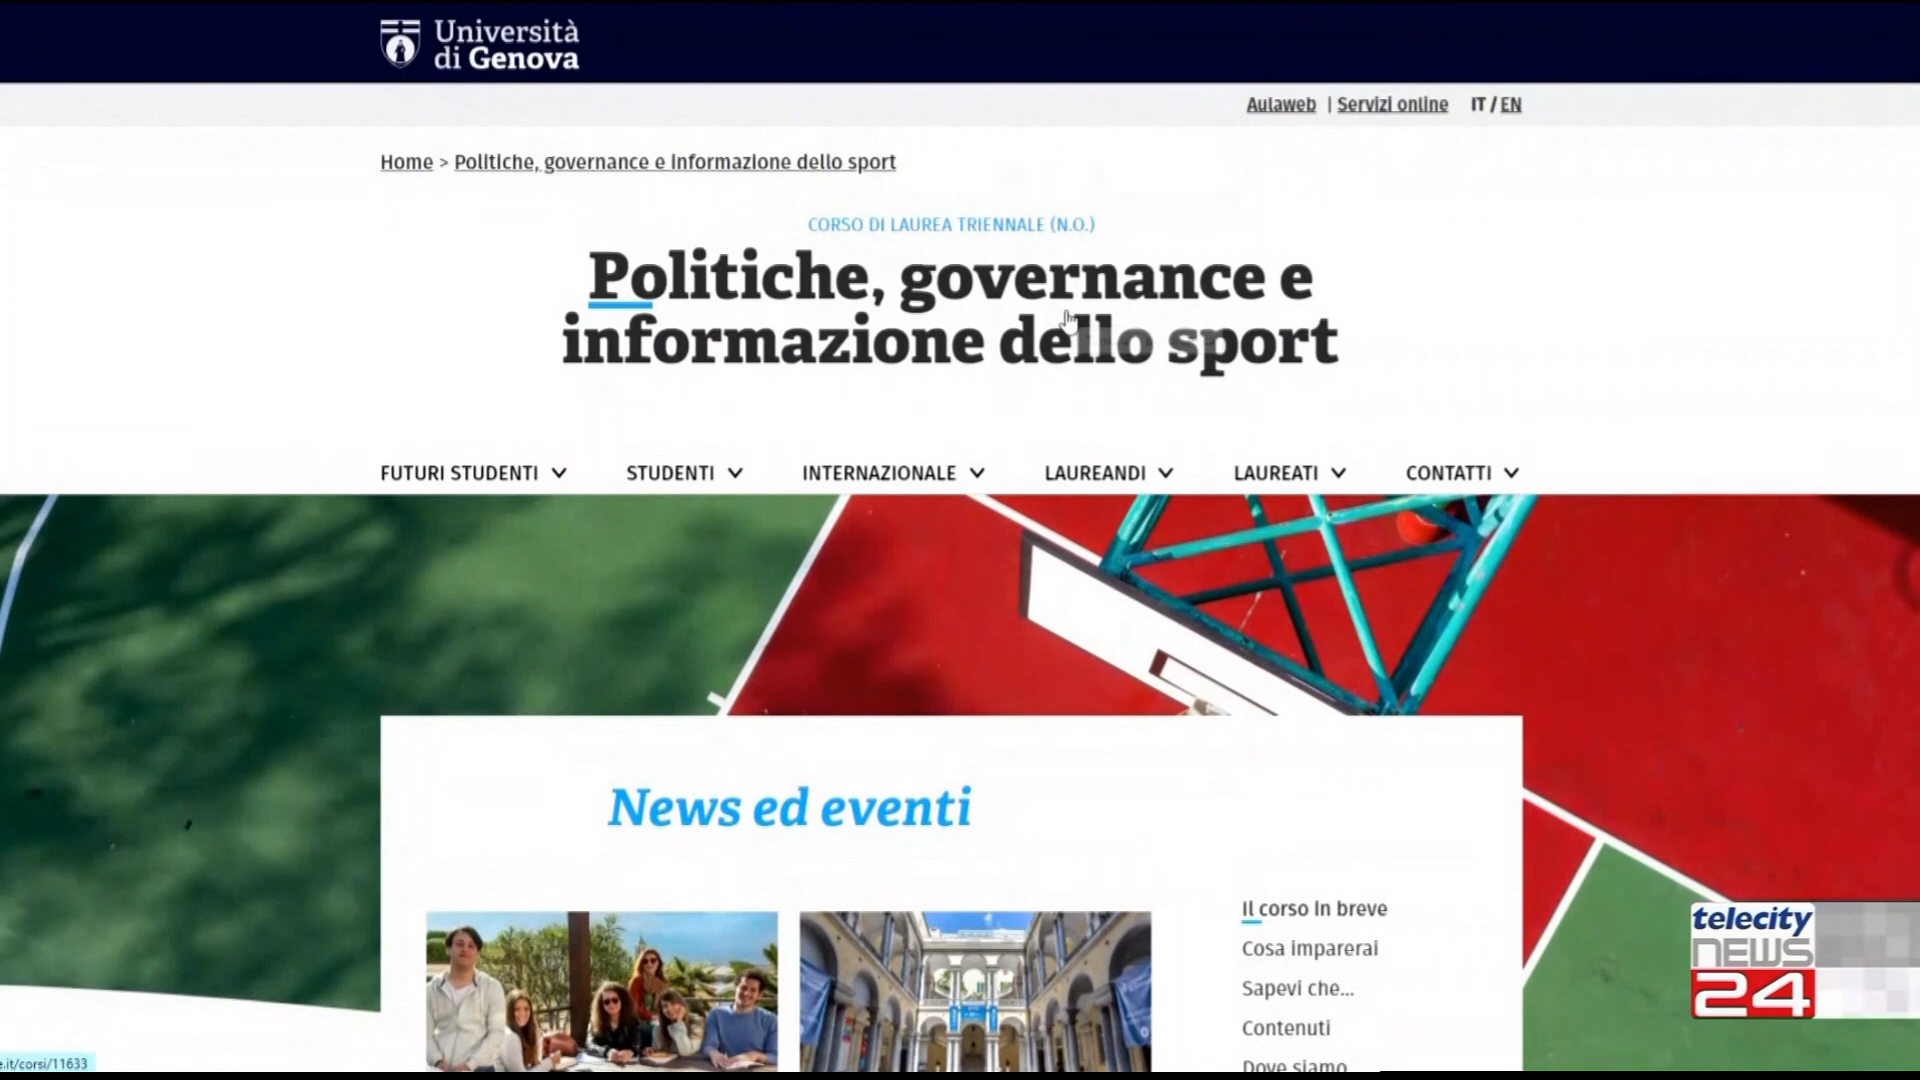 Università
di Genova
Aulaweb | Servizi online IT / EN
Home > Politiche, governance e informazione dello sport
CORSO DI LAUREA TRIENNALE (N.O.)
Politiche, governance e
informazione dello sport
FUTURI STUDENTI STUDENTI INTERNAZIONALE LAUREANDI LAUREATI CONTATTI
News ed eventi
Il corso in breve
Cosa imparerai
Sapevi che...
Contenuti
Dove siamo
telecity
NEWS
24
e.it/corsi/11633